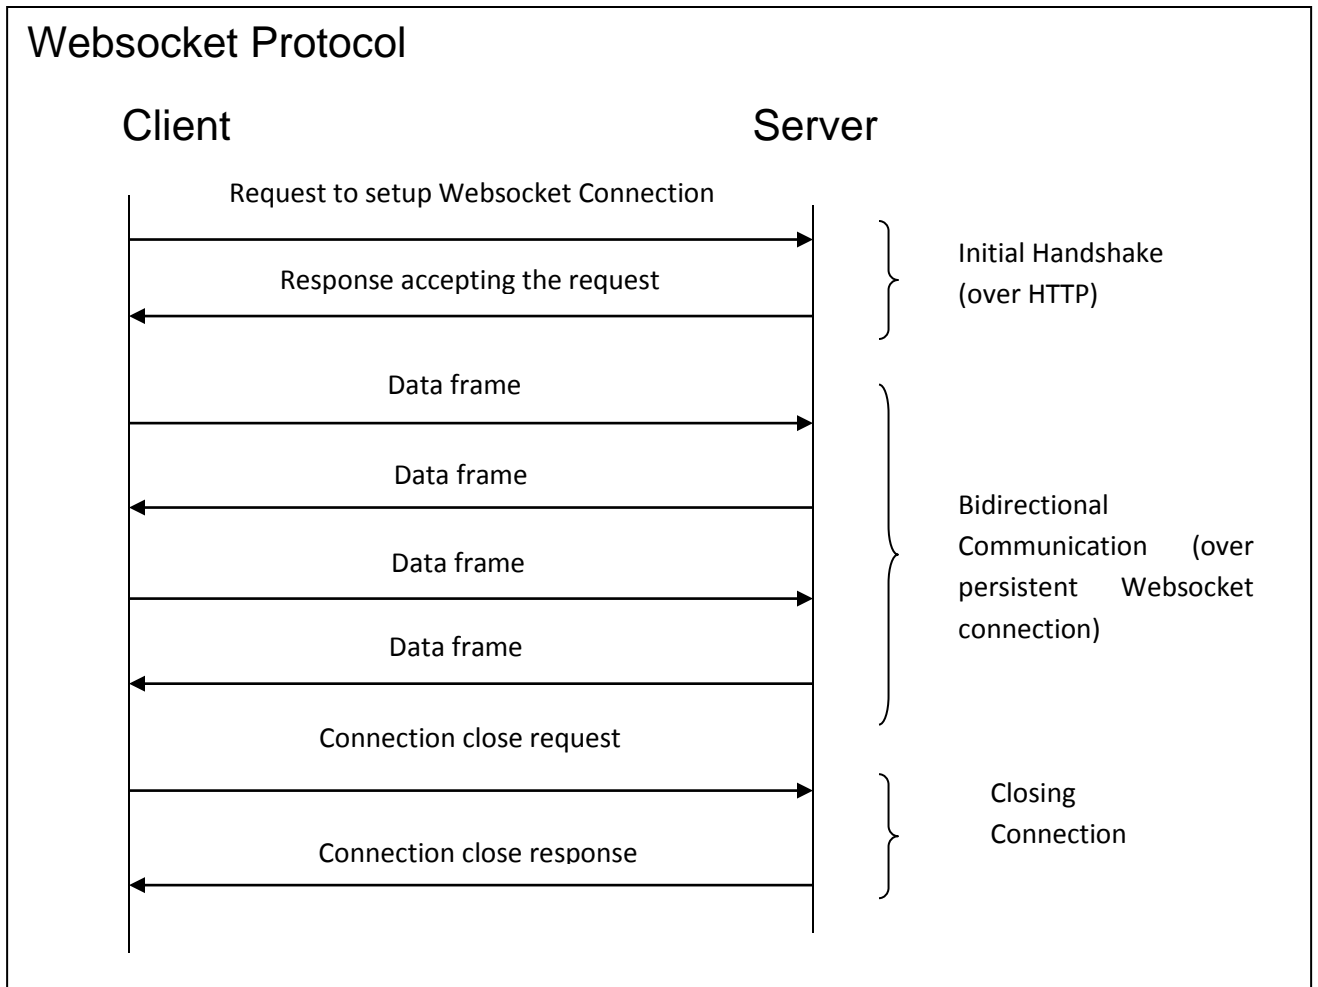 Websocket Protocol
Client
Server
Request to setup Websocket Connection
Response accepting the request
Initial Handshake
(over HTTP)
Data frame
Data frame
Data frame
Data frame
Bidirectional
Communication (over
persistent Websocket
connection)
Connection close request
Connection close response
Closing
Connection